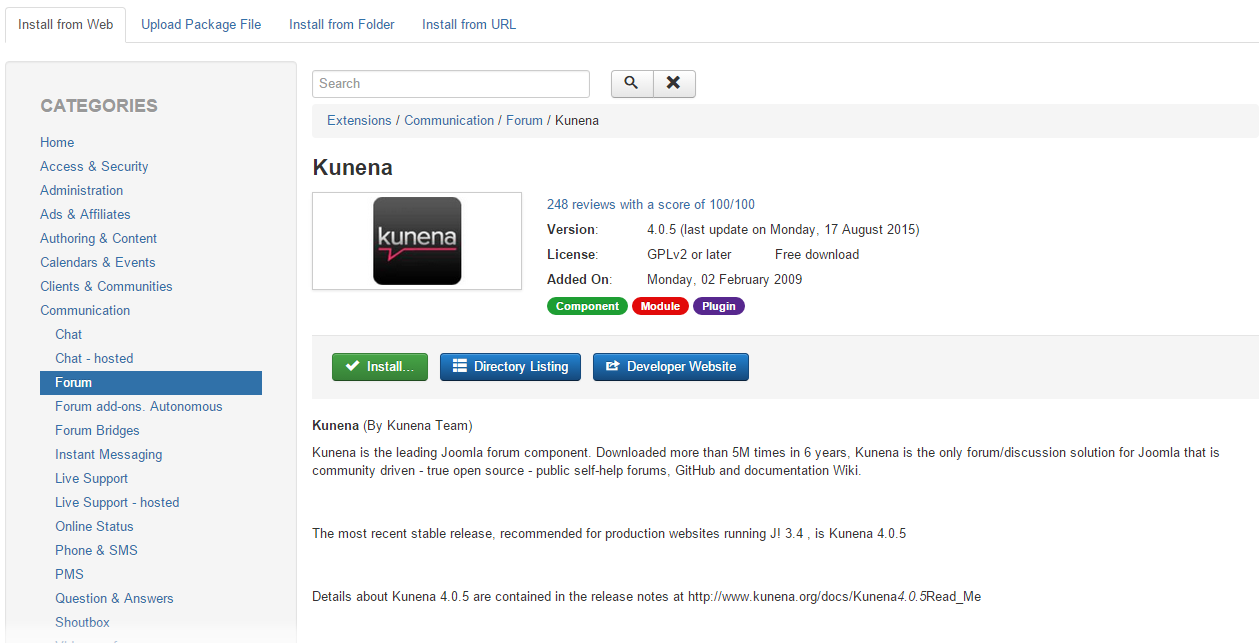 Install from Web Upload Package File Install from Folder Install from URL
CATEGORIES
Home
Access & Security
Administration
Ads & Affiliates
Authoring & Content
Calendars & Events
Clients & Communities
Communication
Chat
Chat - hosted
Forum
Forum add-ons. Autonomous
Forum Bridges
Instant Messaging
Live Support
Live Support - hosted
Online Status
Phone & SMS
PMS
Question & Answers
Shoutbox
Search
Extensions / Communication / Forum / Kunena
Kunena
kunena
248 reviews with a score of 100/100
Version: 4.0.5 (last update on Monday, 17 August 2015)
License: GPLv2 or later Free download
Added On: Monday, 02 February 2009
Component Module Plugin
Install... Directory Listing Developer Website
Kunena (By Kunena Team)
Kunena is the leading Joomla forum component. Downloaded more than 5M times in 6 years, Kunena is the only forum/discussion solution for Joomla that is
community driven - true open source - public self-help forums, GitHub and documentation Wiki.
The most recent stable release, recommended for production websites running J! 3.4 , is Kunena 4.0.5
Details about Kunena 4.0.5 are contained in the release notes at http://www.kunena.org/docs/Kunena4.0.5Read_Me